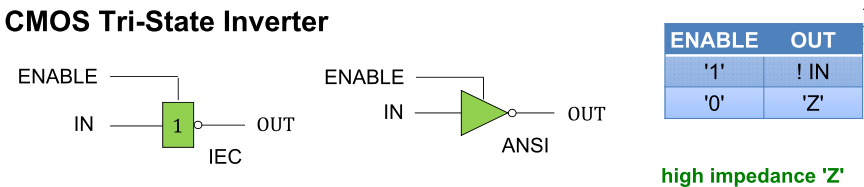 CMOS Tri-State Inverter
ENABLE
IN
1
OUT
IEC
ENABLE
IN
OUT
ANSI
ENABLE OUT
'1' ! IN
'0' 'Z'
high impedance 'Z'